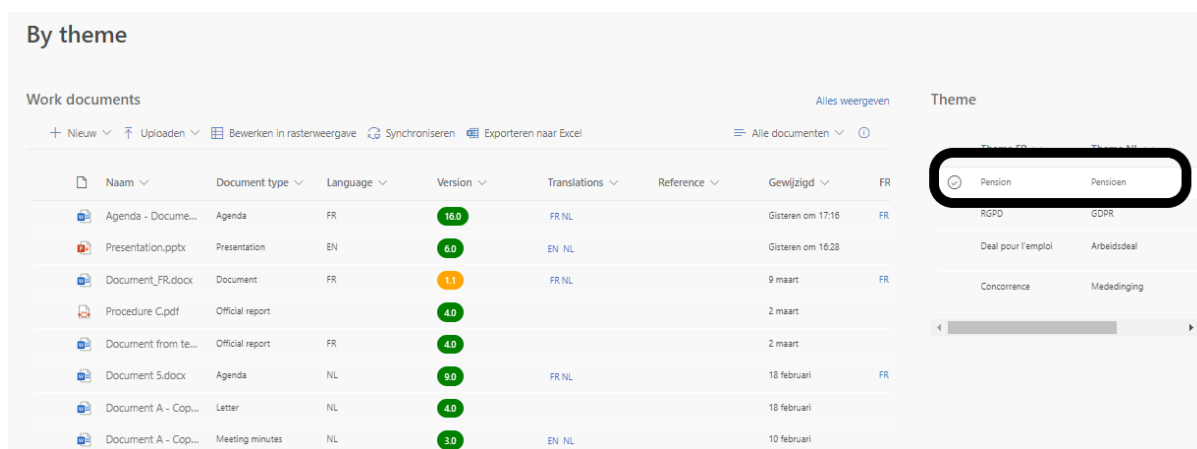 By theme
Work documents Alles weergeven Theme
Nieuw Uploaden Bewerken in rasterweergave Synchroniseren Exporteren naar Excel Alle documenten
Theme FR Theme NL
Naam Document type Language Version Translations Reference Gewijzigd FR
Pension Pensioen
Agenda - Docume... Agenda FR 16.0 FR NL Gisteren om 17:16 FR
RGPD GDPR
Presentation.pptx Presentation EN 6.0 EN NL Gisteren om 16:28
Deal pour l'emploi Arbeidsdeal
Document_FR.docx Document FR 1.1 FR NL 9 maart FR
Concorrence Mededinging
Procedure C.pdf Official report 4.0 2 maart
Document from te... Official report FR 4.0 2 maart
Document 5.docx Agenda NL 9.0 FR NL 18 februari FR
Document A - Cop... Letter NL 4.0 18 februari
Document A - Cop... Meeting minutes NL 3.0 EN NL 10 februari